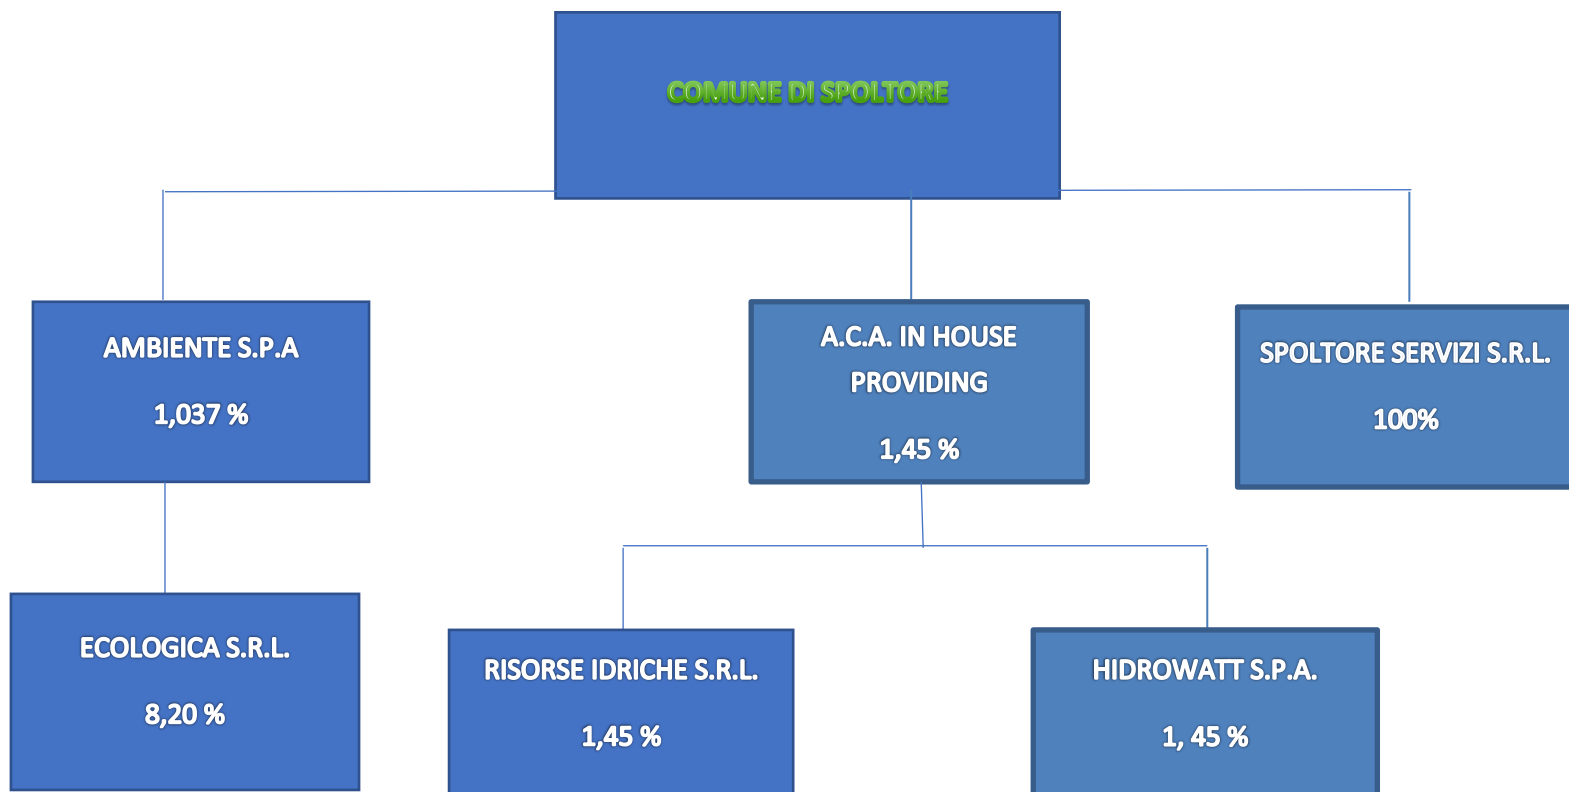 COMUNE DI SPOLTORE
AMBIENTE S.P.A
1,037 %
A.C.A. IN HOUSE
PROVIDING
1,45 %
SPOLTORE SERVIZI S.R.L.
100%
ECOLOGICA S.R.L.
8,20 %
RISORSE IDRICHE S.R.L.
1,45 %
HIDROWATT S.P.A.
1, 45 %